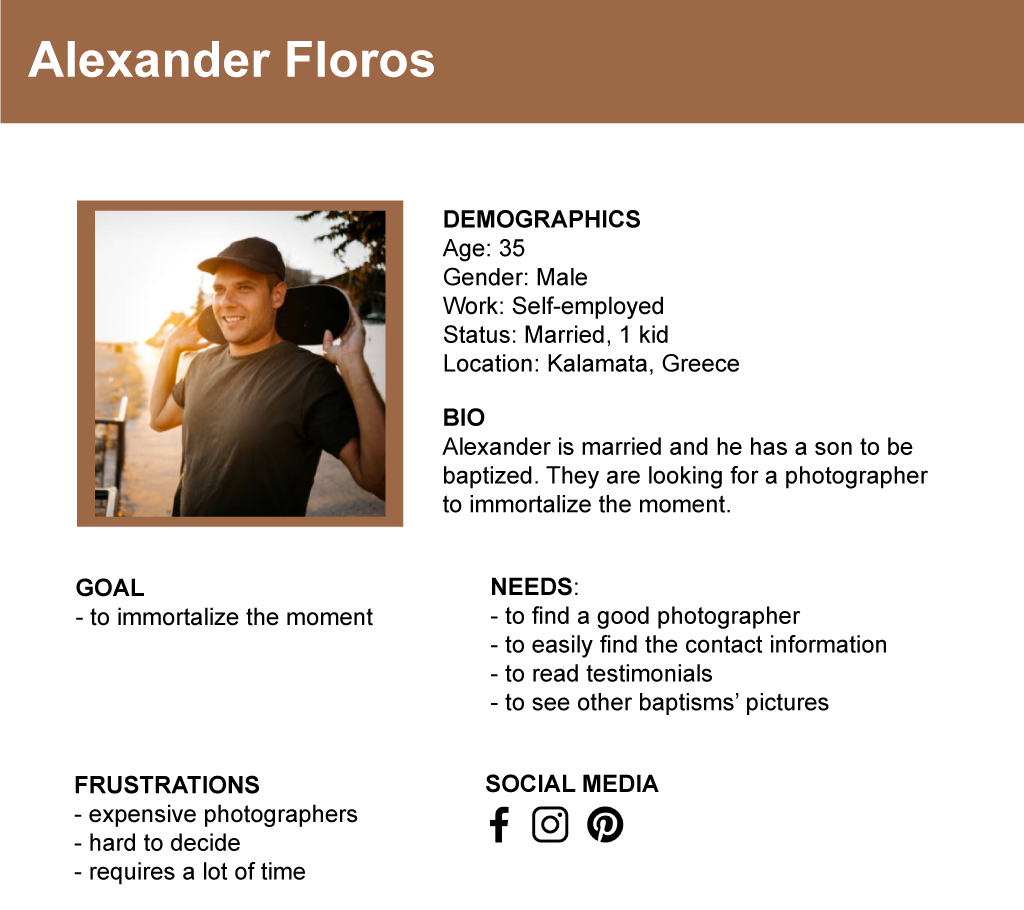 Alexander Floros
DEMOGRAPHICS
Age: 35
Gender: Male
Work: Self-employed
Status: Married, 1 kid
Location: Kalamata, Greece
BIO
Alexander is married and he has a son to be
baptized. They are looking for a photographer
to immortalize the moment.
GOAL
- to immortalize the moment
NEEDS:
- to find a good photographer
- to easily find the contact information
- to read testimonials
- to see other baptisms’ pictures
FRUSTRATIONS
- expensive photographers
- hard to decide
- requires a lot of time
SOCIAL MEDIA